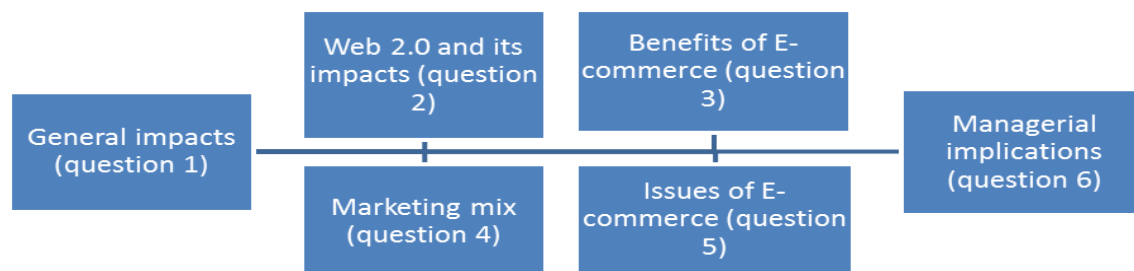 General impacts
(question 1)
Web 2.0 and its
impacts (question
2)
Marketing mix
(question 4)
Benefits of E-
commerce (question
3)
Issues of E-
commerce (question
5)
Managerial
implications
(question 6)